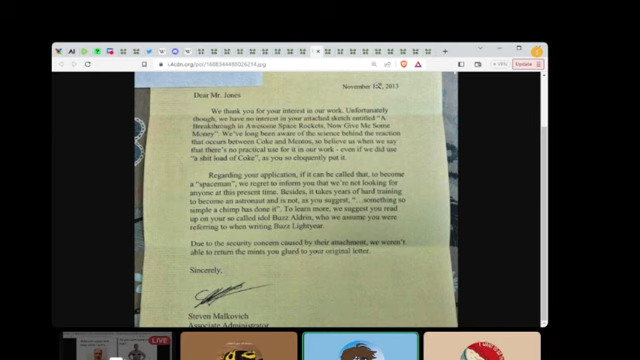 i.4cdn.org/pol/1688344490026214.jpg
Update
November 12, 2013
Dear Mr. Jones
We thank you for your interest in our work. Unfortunately
though, we have no interest in your attached sketch entitled "A
Breakthrough in Awesome Space Rockets, Now Give Me Some
Money". We've long been aware of the science behind the reaction
that occurs between Coke and Mentos, so believe us when we say
that there's no practical use for it in our work - even if we did use
"a shit load of Coke", as you so eloquently put it.
Regarding your application, if it can be called that, to become
a "spaceman", we regret to inform you that we're not looking for
anyone at this present time. Besides, it takes years of hard training
to become an astronaut and is not, as you suggest, "...something so
simple a chimp has done it". To learn more, we suggest you read
up on your so called idol Buzz Aldrin, who we assume you were
referring to when writing Buzz Lightyear.
Due to the security concern caused by their attachment, we weren't
able to return the mints you glued to your original letter.
Sincerely,
Steven Malkovich
Associate Administrator
LIVE